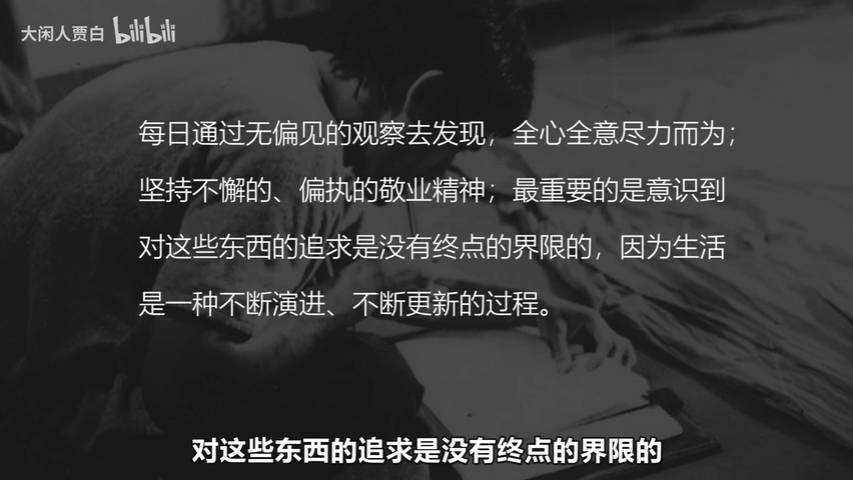 大闲人贾白 bilibili
每日通过无偏见的观察去发现，全心全意尽力而为；
坚持不懈的、偏执的敬业精神；最重要的是意识到
对这些东西的追求是没有终点的界限的，因为生活
是一种不断演进、不断更新的过程。
对这些东西的追求是没有终点的界限的